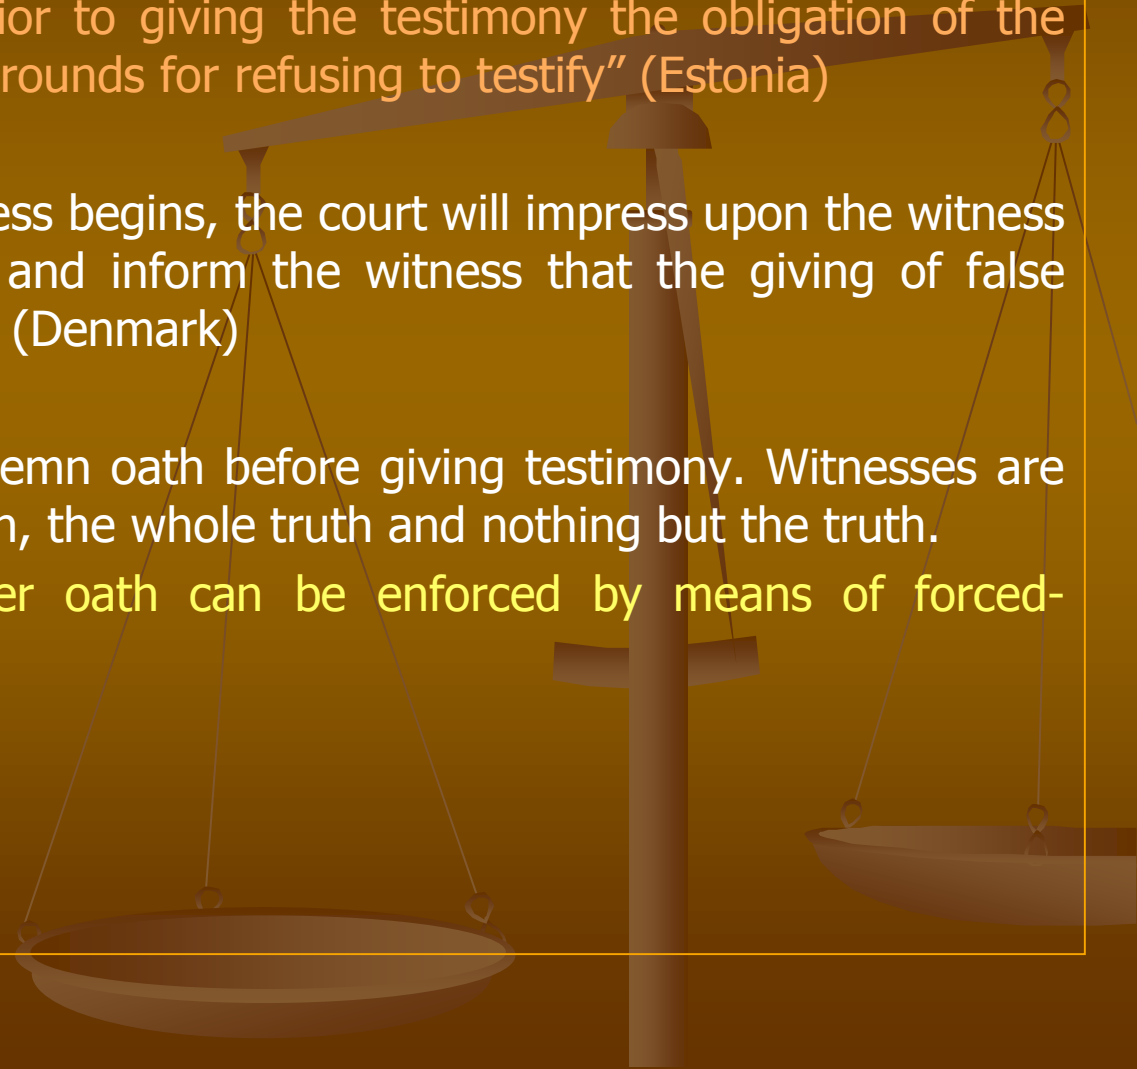 ior to giving the testimony the obligation of the
rounds for refusing to testify” (Estonia)
ess begins, the court will impress upon the witness
and inform the witness that the giving of false
(Denmark)
emn oath before giving testimony. Witnesses are
n, the whole truth and nothing but the truth.
er oath can be enforced by means of forced-